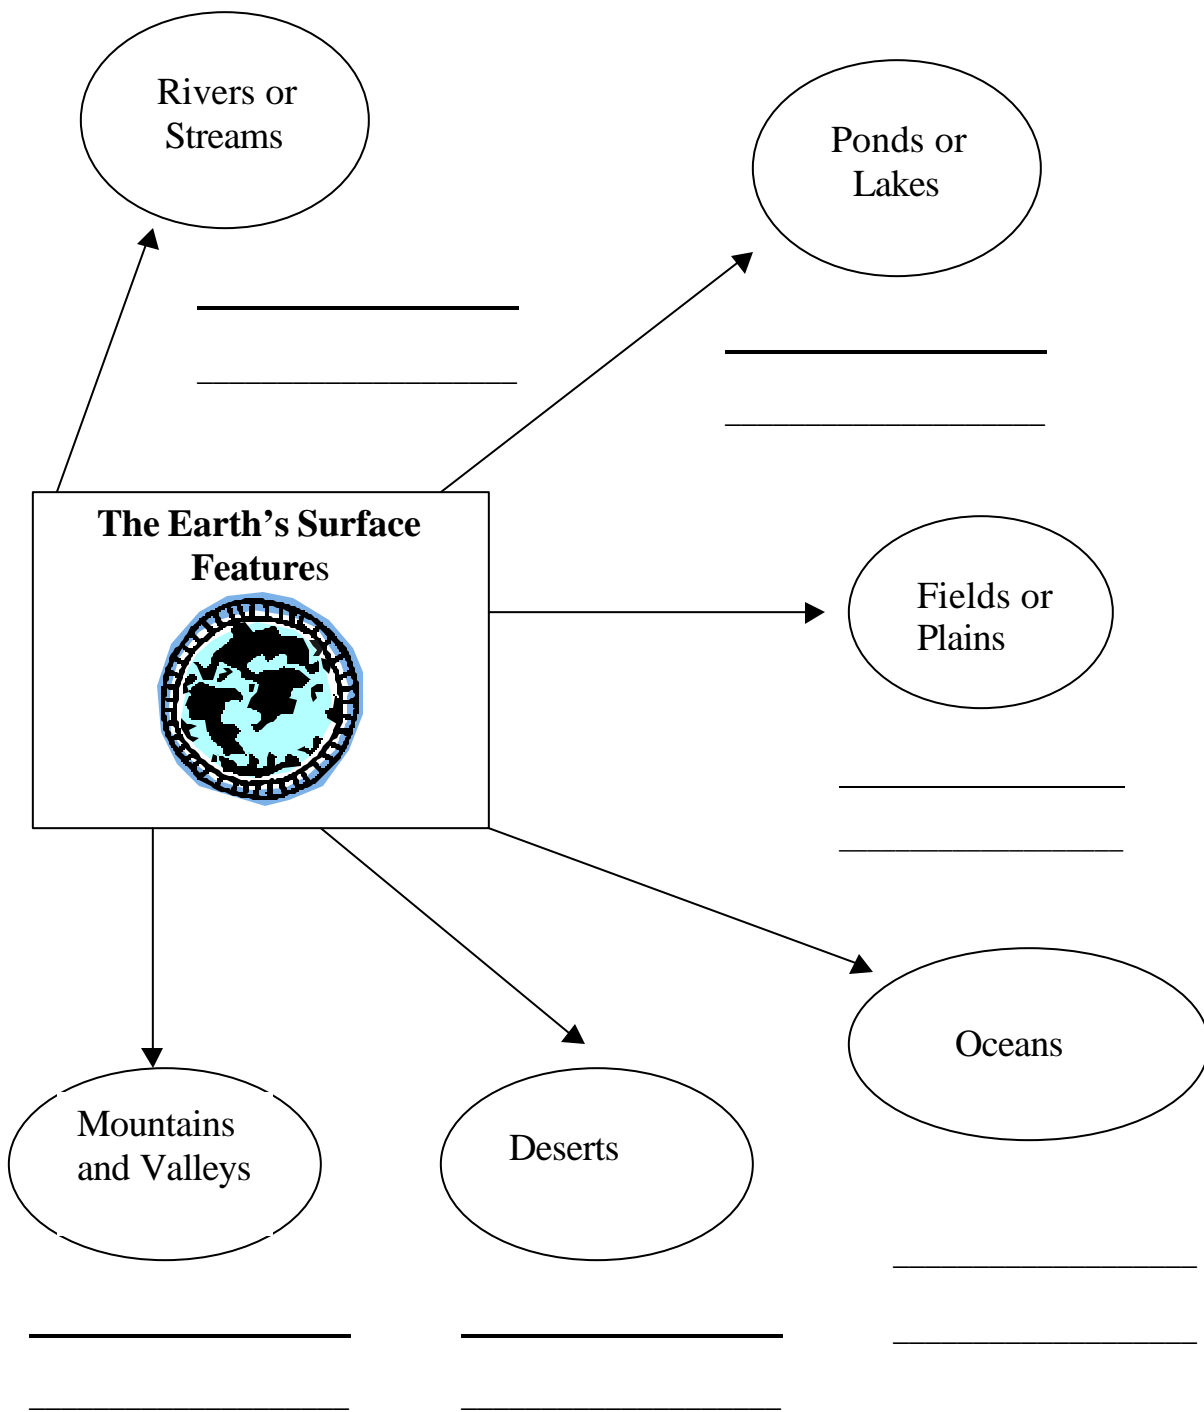 Rivers or
Streams
Ponds or
Lakes
The Earth’s Surface
Features
Fields or
Plains
Oceans
Mountains
and Valleys
Deserts